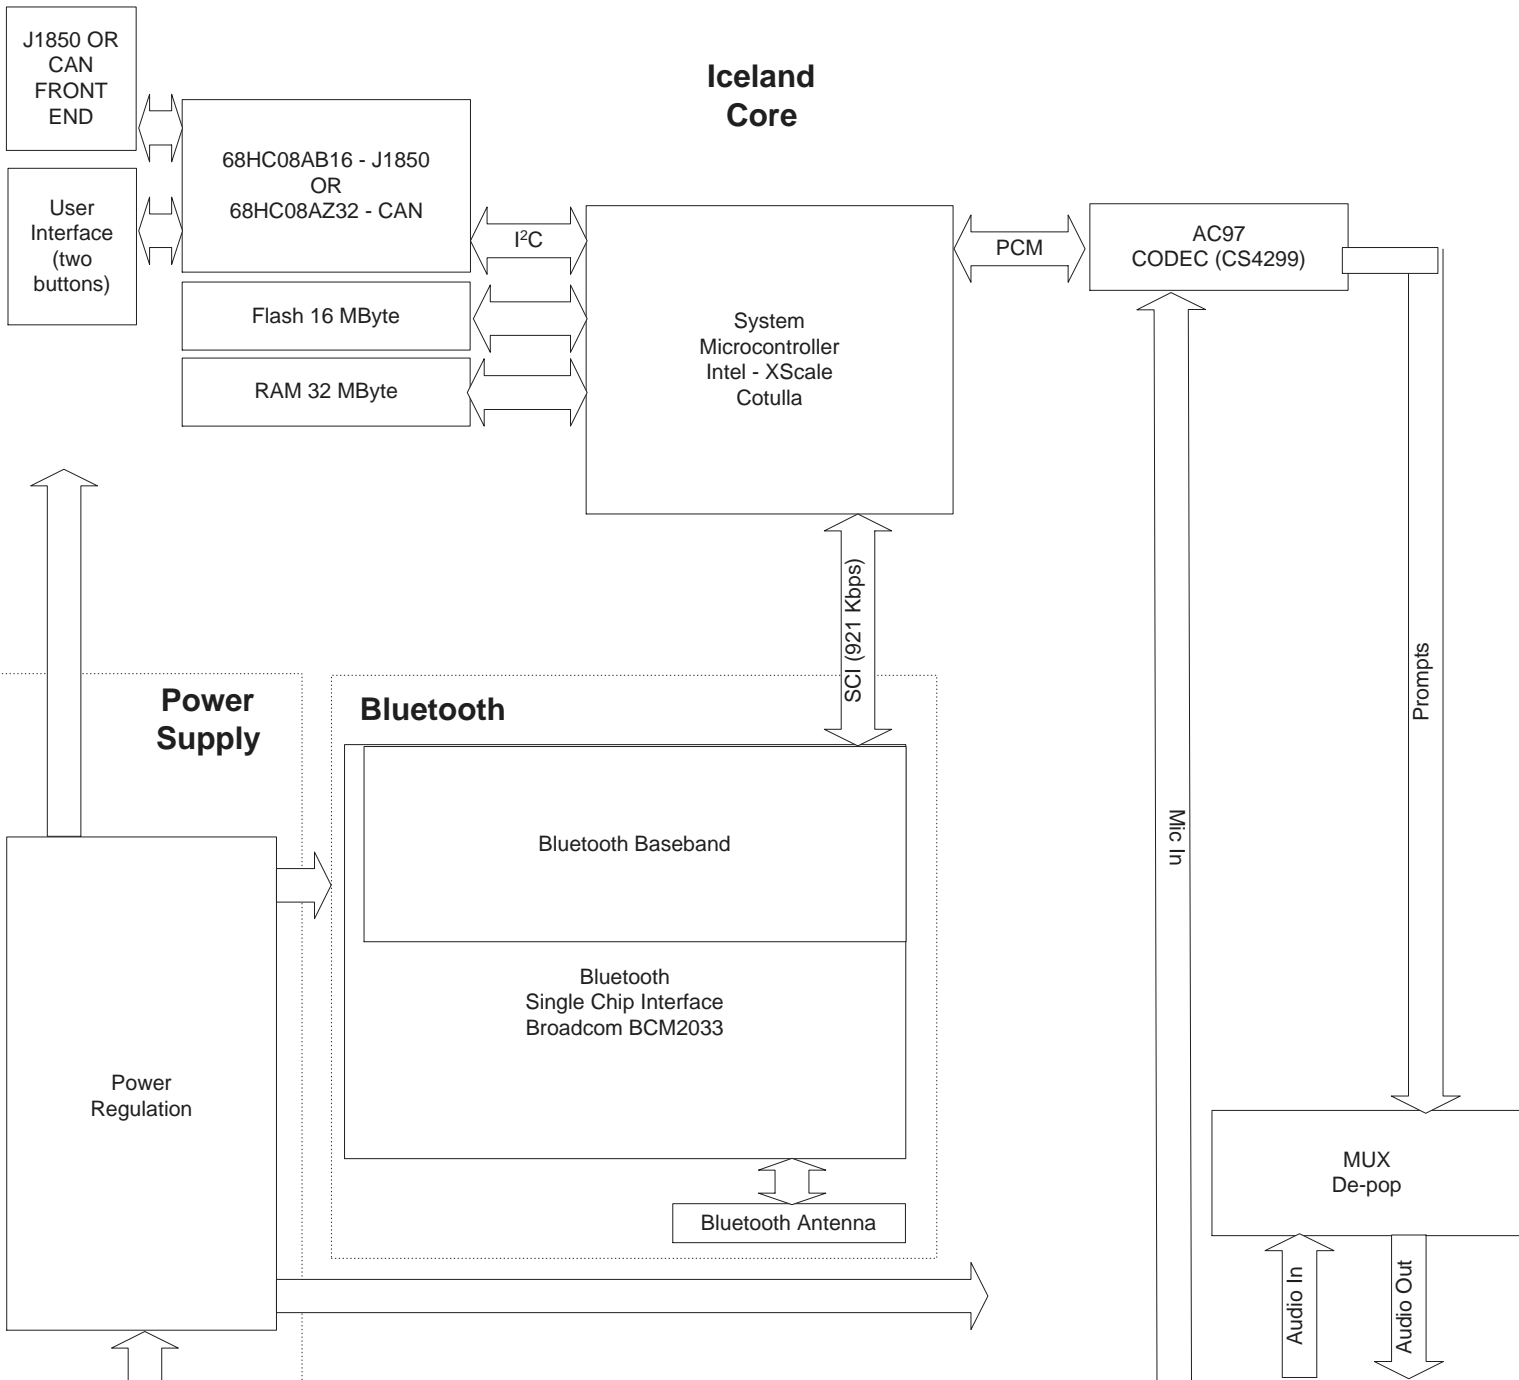 J1850 OR
CAN
FRONT
END
Iceland
Core
68HC08AB16 - J1850
OR
68HC08AZ32 - CAN
User
Interface
(two
buttons)
I²C
PCM
AC97
CODEC (CS4299)
Flash 16 MByte
System
Microcontroller
Intel - XScale
Cotulla
RAM 32 MByte
SCI (921 Kbps)
Prompts
Power
Supply
Bluetooth
Mic In
Bluetooth Baseband
Bluetooth
Single Chip Interface
Broadcom BCM2033
Power
Regulation
MUX
De-pop
Bluetooth Antenna
Audio In
Audio Out